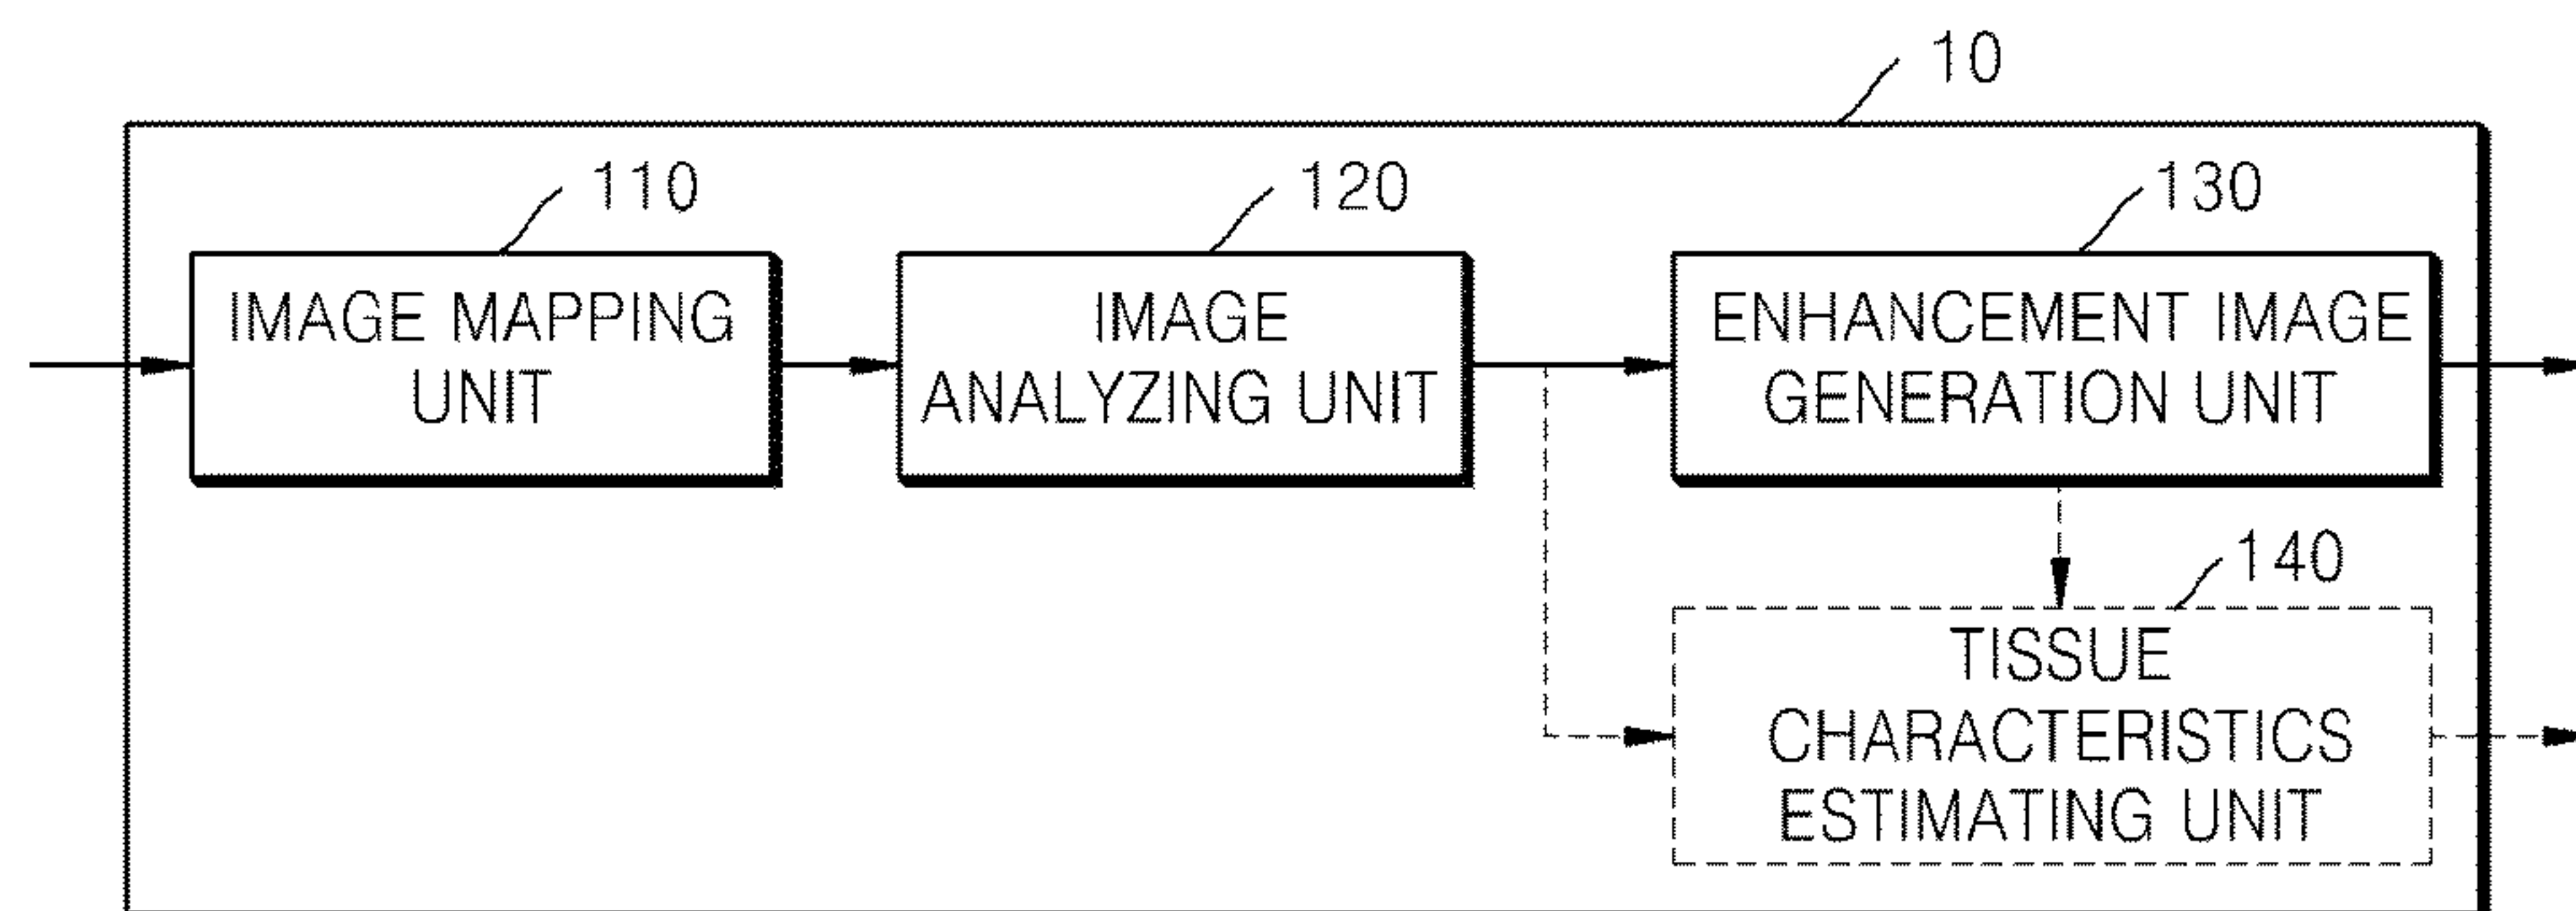 10
110
120
130
IMAGE MAPPING
UNIT
IMAGE
ANALYZING UNIT
ENHANCEMENT IMAGE
GENERATION UNIT
140
TISSUE
CHARACTERISTICS
ESTIMATING UNIT